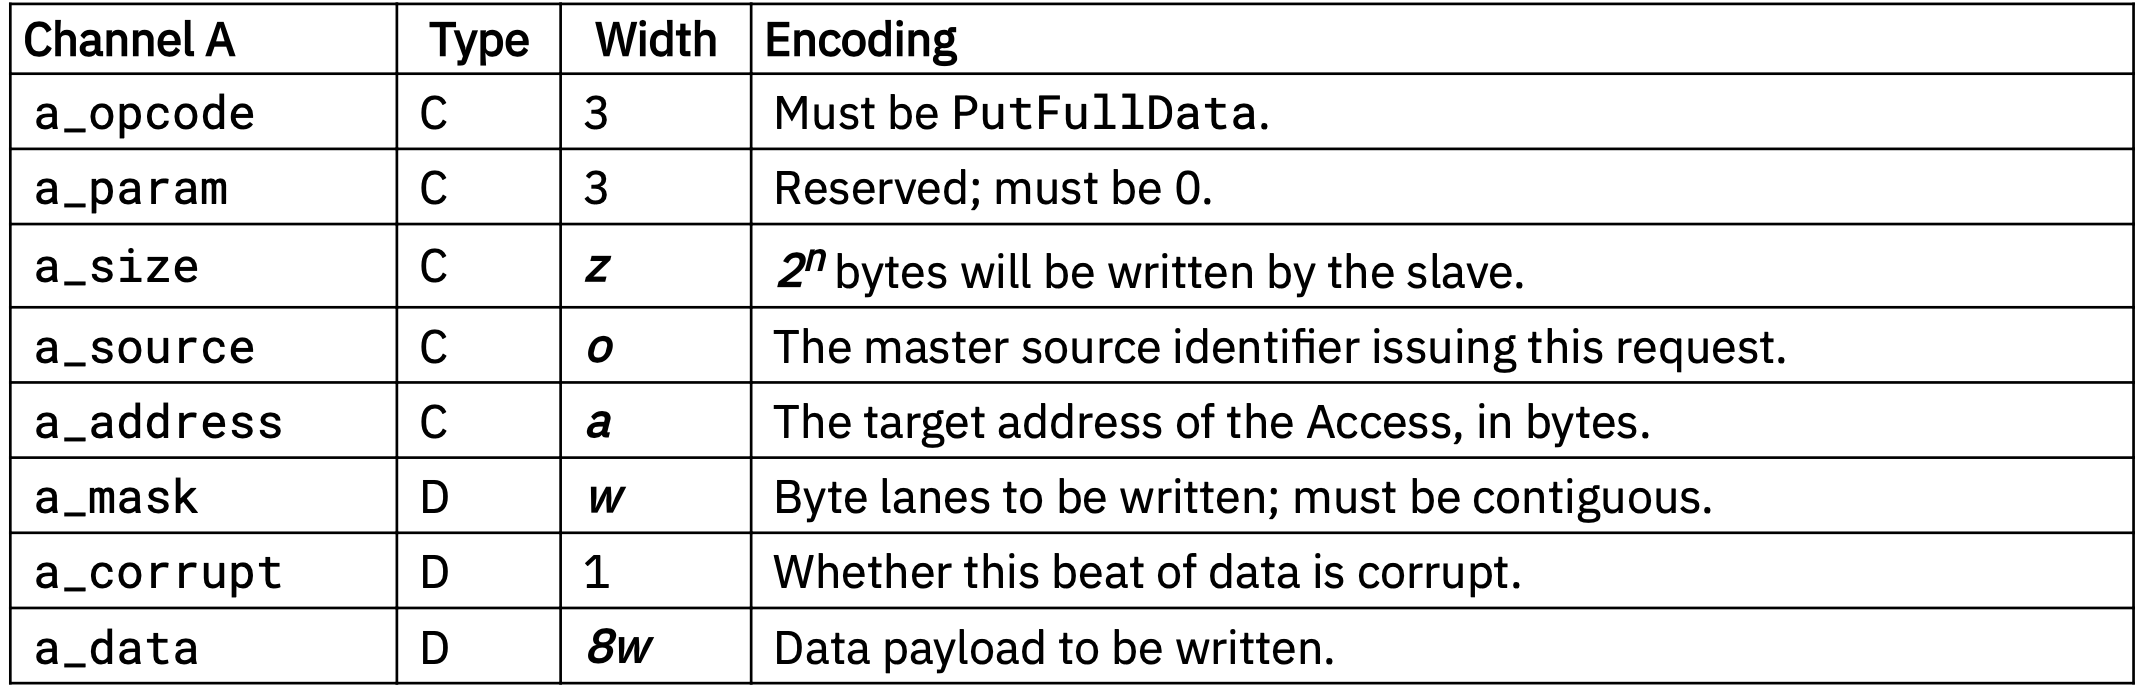 Channel A Type Width Encoding
a_opcode C 3 Must be PutFullData.
a_param C 3 Reserved; must be 0.
a_size C z 2ⁿ bytes will be written by the slave.
a_source C o The master source identifier issuing this request.
a_address C a The target address of the Access, in bytes.
a_mask D w Byte lanes to be written; must be contiguous.
a_corrupt D 1 Whether this beat of data is corrupt.
a_data D 8w Data payload to be written.